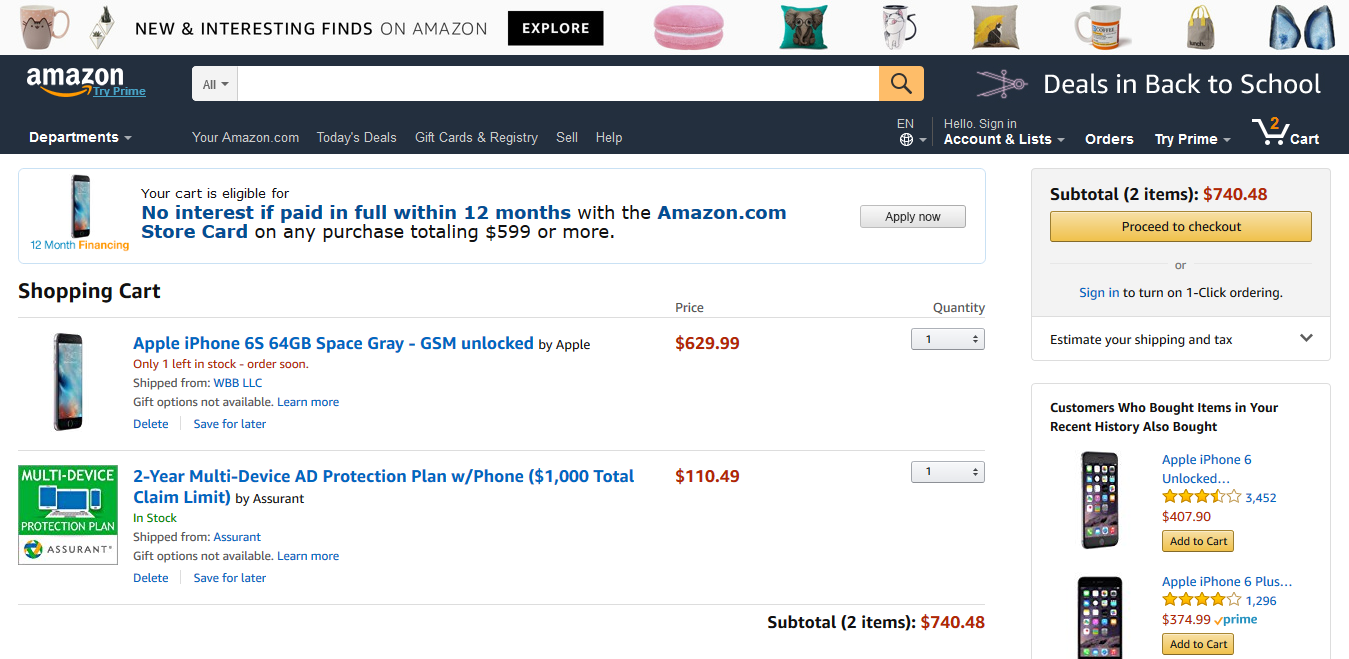 NEW & INTERESTING FINDS ON AMAZON EXPLORE
COFFEE
lunch.
amazon
Try Prime
All
Deals in Back to School
Departments
Your Amazon.com Today's Deals Gift Cards & Registry Sell Help
EN
Hello. Sign in
Account & Lists
Orders
Try Prime
2
Cart
Your cart is eligible for
No interest if paid in full within 12 months with the Amazon.com
Store Card on any purchase totaling $599 or more.
12 Month Financing
Apply now
Shopping Cart
Price Quantity
Apple iPhone 6S 64GB Space Gray - GSM unlocked by Apple
$629.99
1
Only 1 left in stock - order soon.
Shipped from: WBB LLC
Gift options not available. Learn more
Delete Save for later
MULTI-DEVICE
PROTECTION PLAN
ASSURANT®
2-Year Multi-Device AD Protection Plan w/Phone ($1,000 Total
Claim Limit) by Assurant
$110.49
1
In Stock
Shipped from: Assurant
Gift options not available. Learn more
Delete Save for later
Subtotal (2 items): $740.48
Subtotal (2 items): $740.48
Proceed to checkout
or
Sign in to turn on 1-Click ordering.
Estimate your shipping and tax
Customers Who Bought Items in Your
Recent History Also Bought
Apple iPhone 6
Unlocked…
3,452
$407.90
Add to Cart
Apple iPhone 6 Plus…
1,296
$374.99 prime
Add to Cart